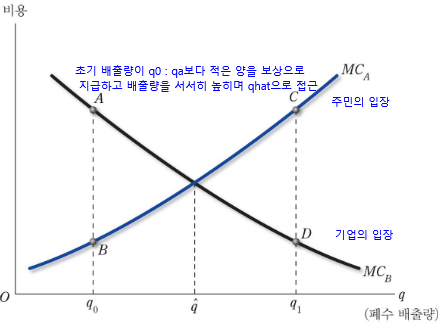 비용
초기 배출량이 q0 : qa보다 적은 양을 보상으로
지급하고 배출량을 서서히 높히며 qhat으로 접근
MC_A
주민의 입장
A
C
B
D
기업의 입장
MC_B
O
q₀
q̂
q₁
q
(폐수 배출량)